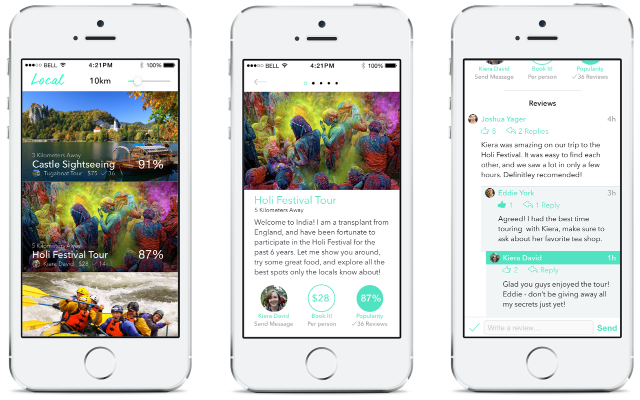 BELL 4:21PM 100%
Local 10km
3 Kilometers Away
Castle Sightseeing 91%
Tugshnat Tour $75 36
Holi Festival Tour 87%
Kiera David $28 14
BELL 4:21PM 100%
Holi Festival Tour
5 Kilometers Away
Welcome to India! I am a transplant from
England, and have been fortunate to
participate in the Holi Festival for the
past 6 years. Let me show you around,
try some great food, and explore all the
best spots only the locals know about!
$28 87%
Kiera David Book It! Popularity
Send Message Per person 36 Reviews
Kiera David Book It! Popularity
Send Message Per person 36 Reviews
Reviews
Joshua Yager 4h
8 2 Replies
Kiera was amazing on our trip to the
Holi Festival. It was easy to find each
other, and we saw a lot in only a few
hours. Definitley recomended!
Eddie York 3h
1 1 Reply
Agreed! I had the best time
touring with Kiera, make sure to
ask about her favorite tea shop.
Kiera David 1h
2 Reply
Glad you guys enjoyed the tour!
Eddie - don't be giving away all
my secrets just yet!
Write a review... Send